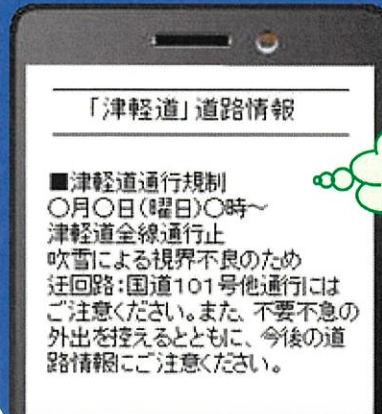 「津軽道」道路情報
■津軽道通行規制
○月○日(曜日)○時～
津軽道全線通行止
吹雪による視界不良のため
迂回路:国道101号他通行には
ご注意ください。また、不要不急の
外出を控えるとともに、今後の道
路情報にご注意ください。